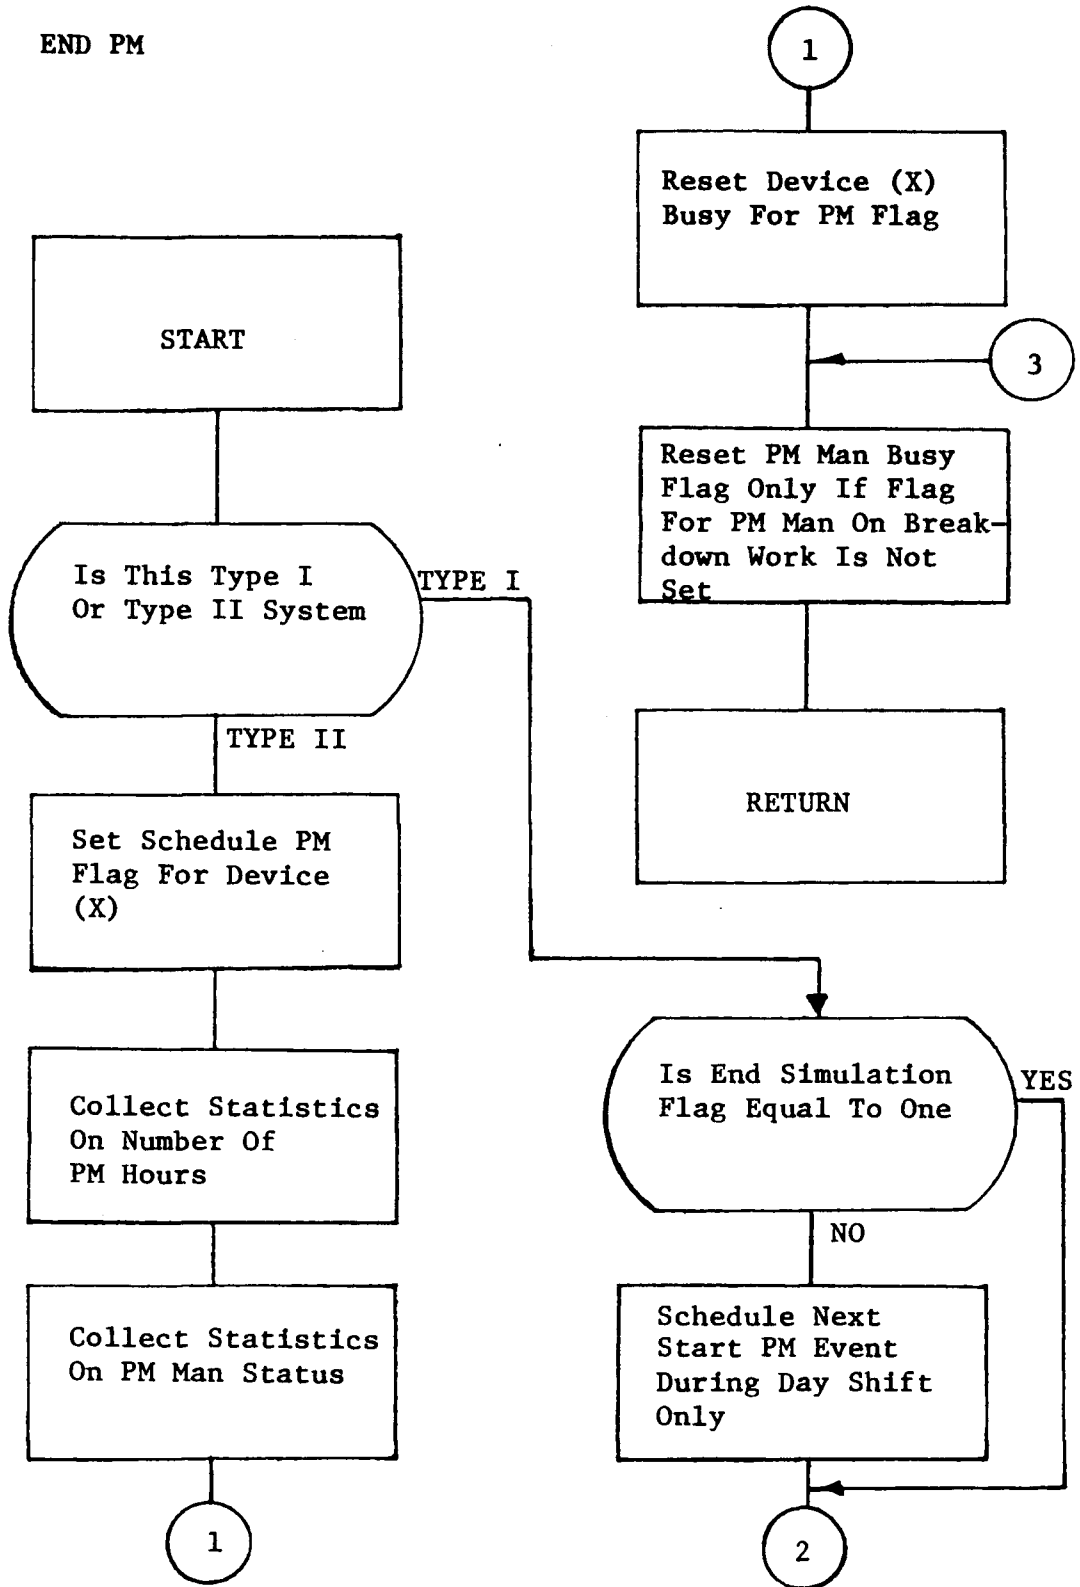 END PM
START
Is This Type I
Or Type II System
TYPE I
TYPE II
Set Schedule PM
Flag For Device
(X)
Collect Statistics
On Number Of
PM Hours
Collect Statistics
On PM Man Status
1
1
Reset Device (X)
Busy For PM Flag
3
Reset PM Man Busy
Flag Only If Flag
For PM Man On Break-
down Work Is Not
Set
RETURN
Is End Simulation
Flag Equal To One
YES
NO
Schedule Next
Start PM Event
During Day Shift
Only
2